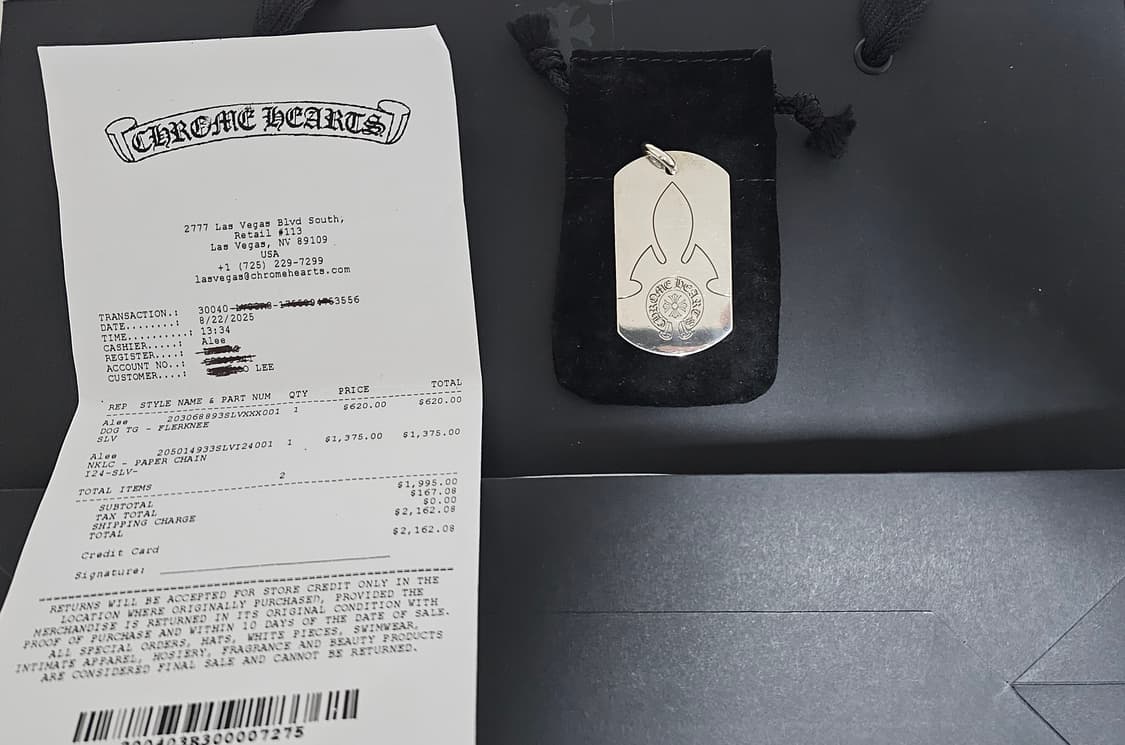 CHROME HEARTS
2777 Las Vegas Blvd South,
Retail #113
Las Vegas, NV 89109
USA
+1 (725) 229-7299
lasvegas@chromehearts.com
TRANSACTION.: 30040- 3556
DATE........: 8/22/2025
TIME..........: 13:34
CASHIER.....: Alee
REGISTER....:
ACCOUNT NO..:
CUSTOMER....: LEE
REP STYLE NAME & PART NUM QTY PRICE TOTAL
Alee 203068893SLVXXX001 1 $620.00 $620.00
DOG TG - FLERKNEE
SLV
Alee 205014933SLVI24001 1 $1,375.00 $1,375.00
NKLC - PAPER CHAIN
I24-SLV-
TOTAL ITEMS 2
SUBTOTAL $1,995.00
TAX TOTAL $167.08
SHIPPING CHARGE $0.00
TOTAL $2,162.08
Credit Card $2,162.08
Signature:
RETURNS WILL BE ACCEPTED FOR STORE CREDIT ONLY IN THE
LOCATION WHERE ORIGINALLY PURCHASED, PROVIDED THE
MERCHANDISE IS RETURNED IN ITS ORIGINAL CONDITION WITH
PROOF OF PURCHASE AND WITHIN 10 DAYS OF THE DATE OF SALE.
ALL SPECIAL ORDERS, HATS, WHITE PIECES, SWIMWEAR,
INTIMATE APPAREL, HOSIERY, FRAGRANCE AND BEAUTY PRODUCTS
ARE CONSIDERED FINAL SALE AND CANNOT BE RETURNED.
CHROME HEARTS